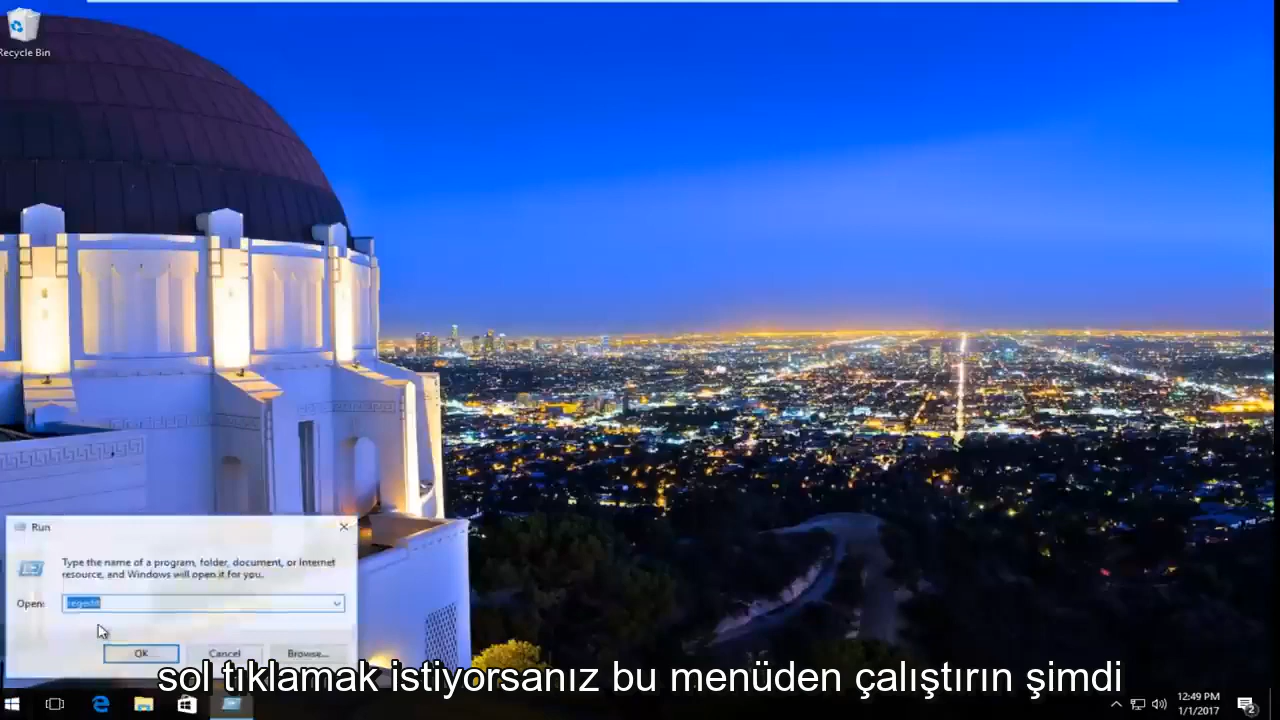 Recycle Bin
Run
Type the name of a program, folder, document, or Internet
resource, and Windows will open it for you.
Open:
regedit
OK
Cancel
Browse...
sol tıklamak istiyorsanız bu menüden çalıştırın şimdi
12:49 PM
1/1/2017
2